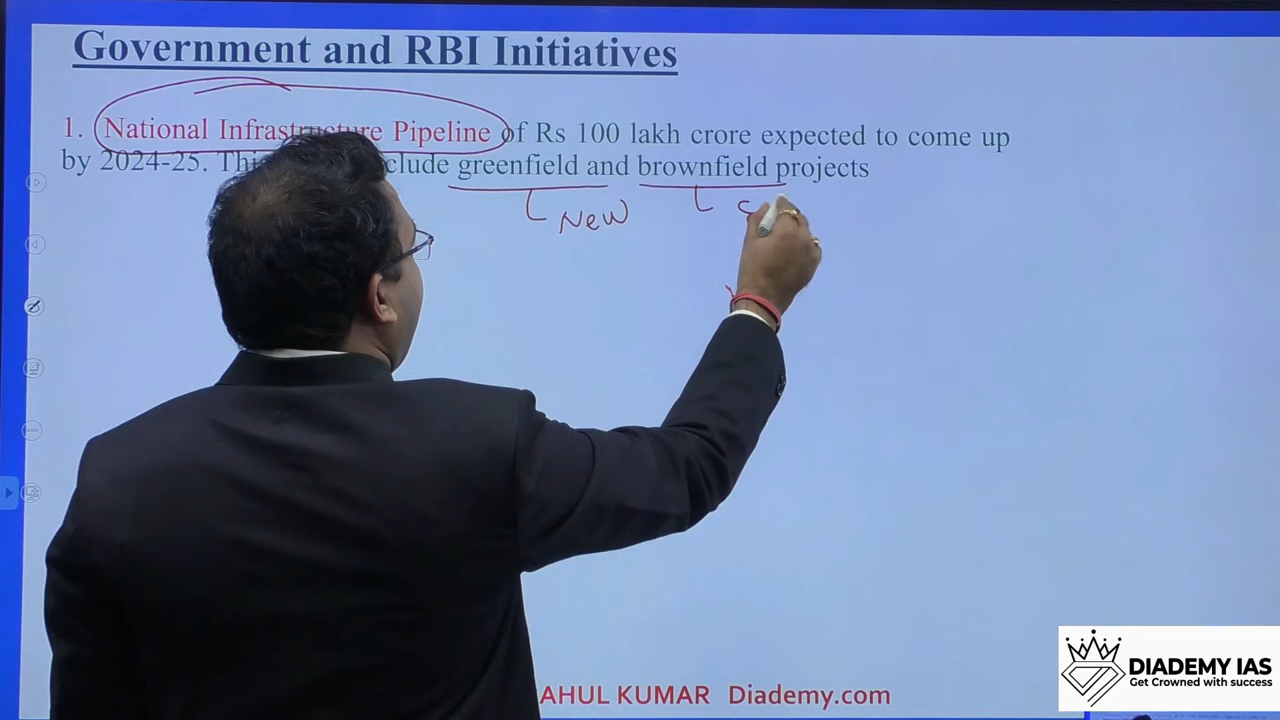 Government and RBI Initiatives
1. National Infrastructure Pipeline of Rs 100 lakh crore expected to come up
by 2024-25. This clude greenfield and brownfield projects
New
AHUL KUMAR Diademy.com
DIADEMY IAS
Get Crowned with success